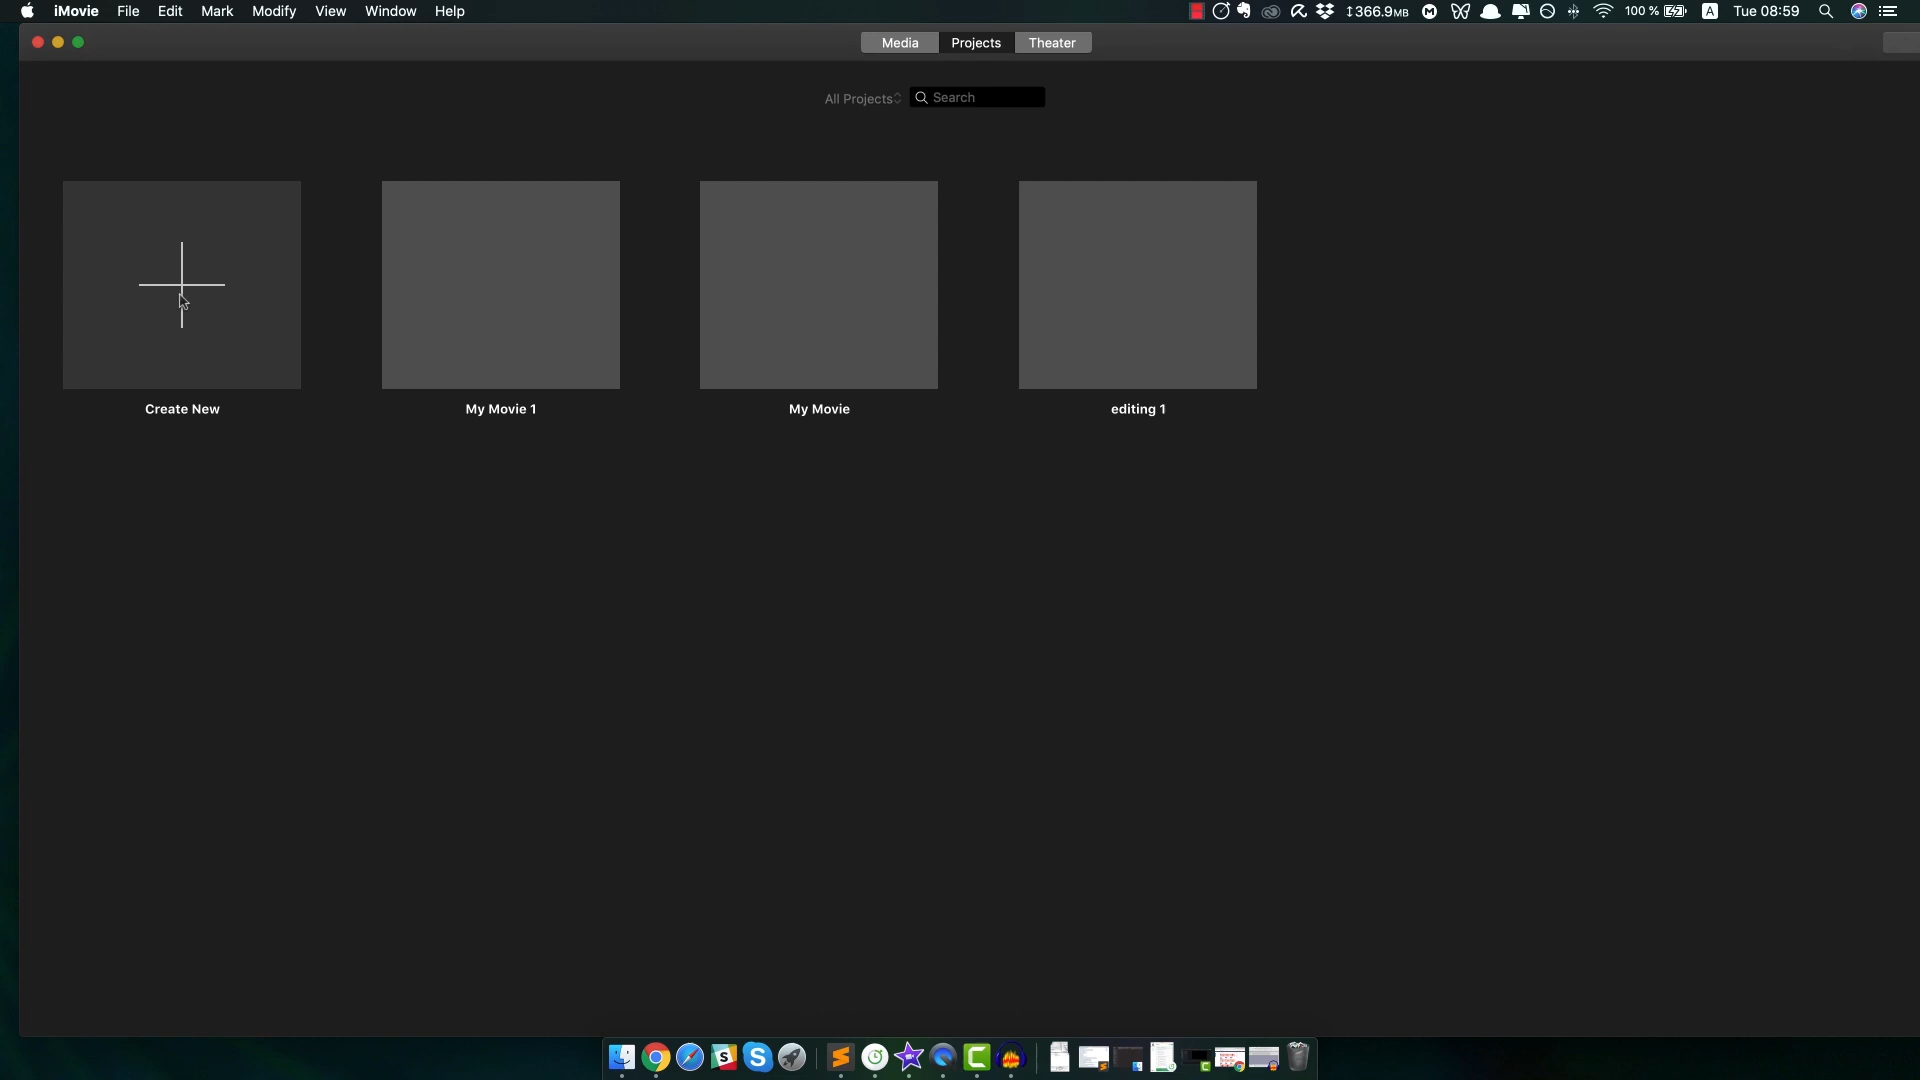 iMovie File Edit Mark Modify View Window Help 366.9MB 100 % A Tue 08:59
Media Projects Theater
All Projects Search
Create New My Movie 1 My Movie editing 1